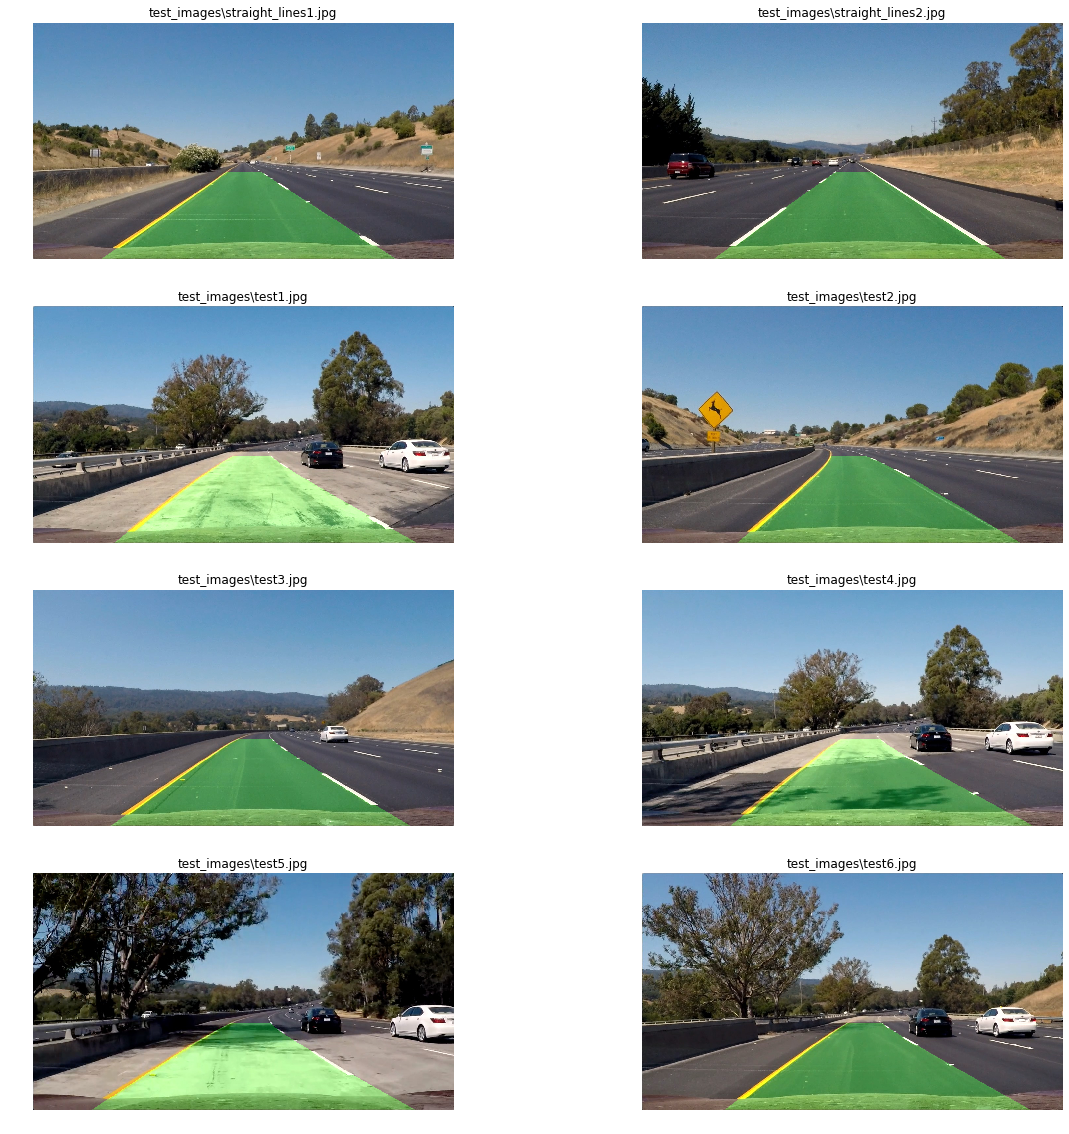 test_images\straight_lines1.jpg
test_images\straight_lines2.jpg
test_images\test1.jpg
test_images\test2.jpg
test_images\test3.jpg
test_images\test4.jpg
test_images\test5.jpg
test_images\test6.jpg